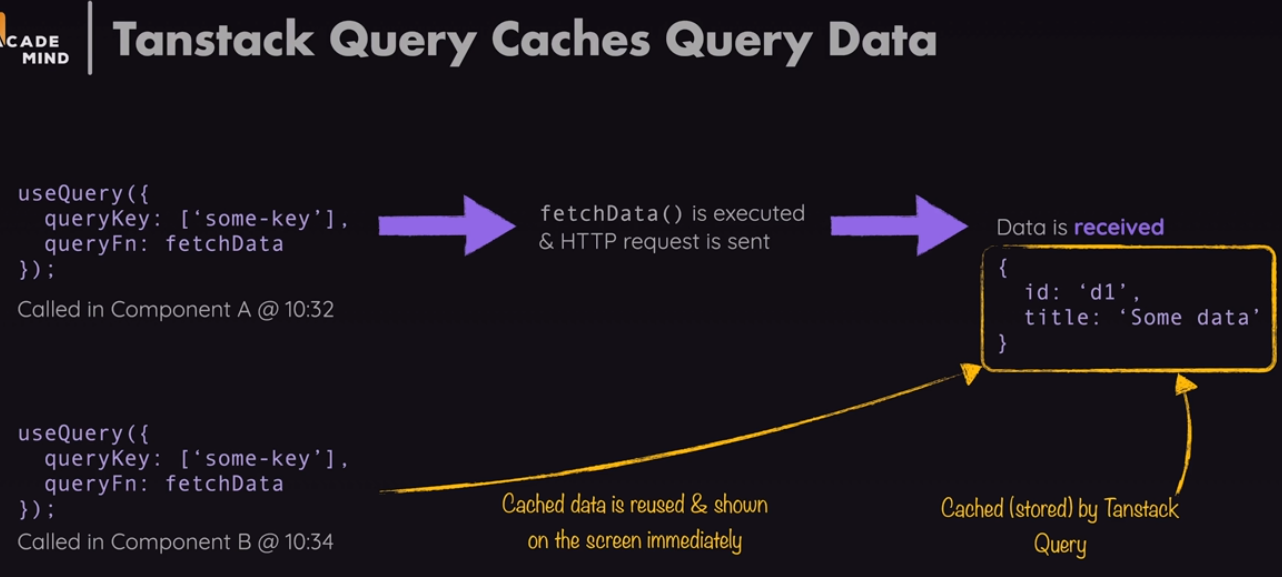 CADE
MIND
Tanstack Query Caches Query Data
useQuery({
queryKey: [‘some-key’],
queryFn: fetchData
});
Called in Component A @ 10:32
fetchData() is executed
& HTTP request is sent
Data is received
{
id: ‘d1’,
title: ‘Some data’
}
useQuery({
queryKey: [‘some-key’],
queryFn: fetchData
});
Called in Component B @ 10:34
Cached data is reused & shown
on the screen immediately
Cached (stored) by Tanstack
Query